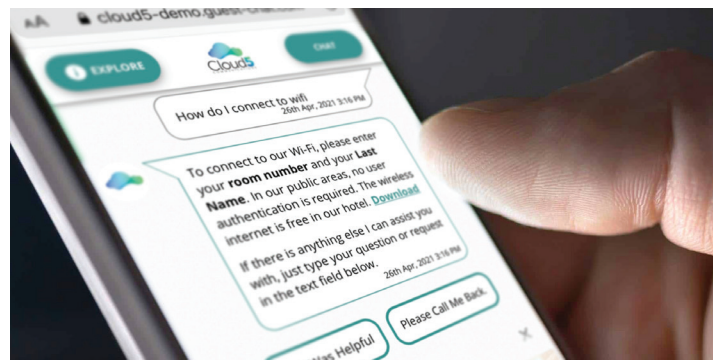 AA cloud5-demo.guest-chat.com
EXPLORE
Cloud5
CHAT
How do I connect to wifi
26th Apr, 2021 3:16 PM
To connect to our Wi-Fi, please enter
your room number and your Last
Name. In our public areas, no user
authentication is required. The wireless
internet is free in our hotel. Download
If there is anything else I can assist you
with, just type your question or request
in the text field below.
26th Apr, 2021 3:16 PM
Was Helpful
Please Call Me Back